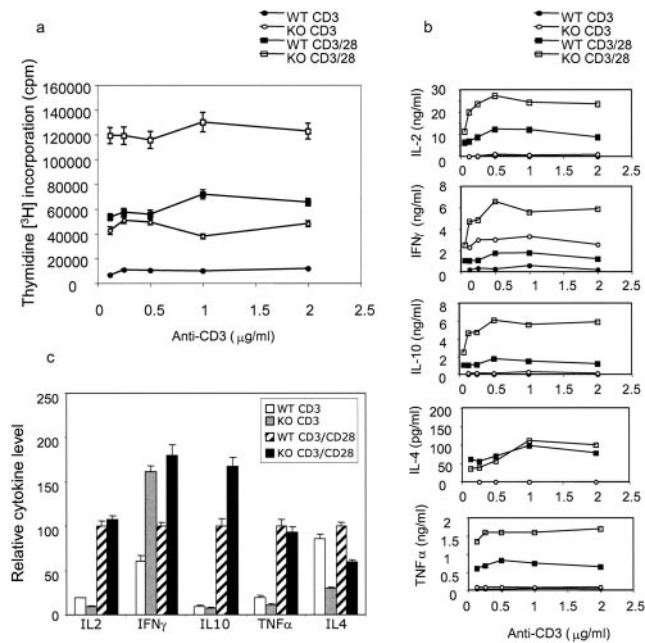 a
WT CD3
KO CD3
WT CD3/28
KO CD3/28
Thymidine [³H] incorporation (cpm)
160000
140000
120000
100000
80000
60000
40000
20000
0
0 0.5 1 1.5 2 2.5
Anti-CD3 ( μg/ml)
b
WT CD3
KO CD3
WT CD3/28
KO CD3/28
IL-2 (ng/ml)
30
20
10
0
0 0.5 1 1.5 2 2.5
IFNγ (ng/ml)
8
6
4
2
0
0 0.5 1 1.5 2 2.5
IL-10 (ng/ml)
8
6
4
2
0
0 0.5 1 1.5 2 2.5
IL-4 (pg/ml)
200
150
100
50
0
0 0.5 1 1.5 2 2.5
TNFα (ng/ml)
2
1.5
1
0.5
0
0 0.5 1 1.5 2 2.5
Anti-CD3 (μg/ml)
c
WT CD3
KO CD3
WT CD3/CD28
KO CD3/CD28
Relative cytokine level
200
150
100
50
0
IL2 IFNγ IL10 TNFα IL4